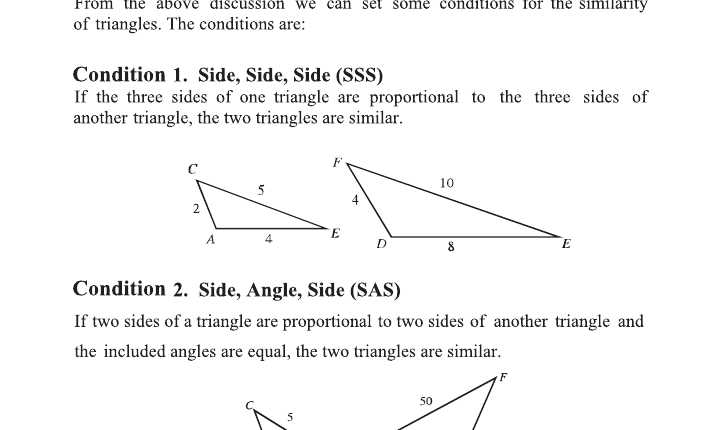 From the above discussion we can set some conditions for the similarity
of triangles. The conditions are:
Condition 1. Side, Side, Side (SSS)
If the three sides of one triangle are proportional to the three sides of
another triangle, the two triangles are similar.
C
F
5
10
2
4
A
4
E
D
8
E
Condition 2. Side, Angle, Side (SAS)
If two sides of a triangle are proportional to two sides of another triangle and
the included angles are equal, the two triangles are similar.
F
C
50
5